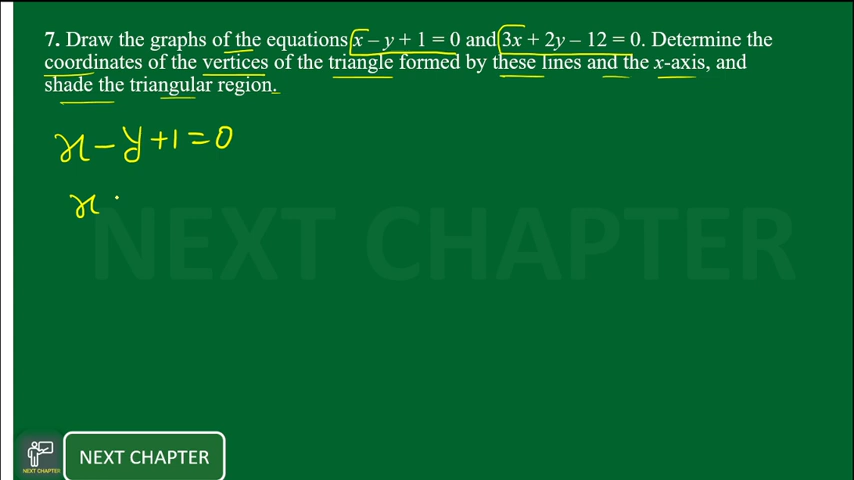 7. Draw the graphs of the equations x – y + 1 = 0 and 3x + 2y – 12 = 0. Determine the
coordinates of the vertices of the triangle formed by these lines and the x-axis, and
shade the triangular region.
x – y + 1 = 0
x
NEXT CHAPTER
NEXT CHAPTER
NEXT CHAPTER